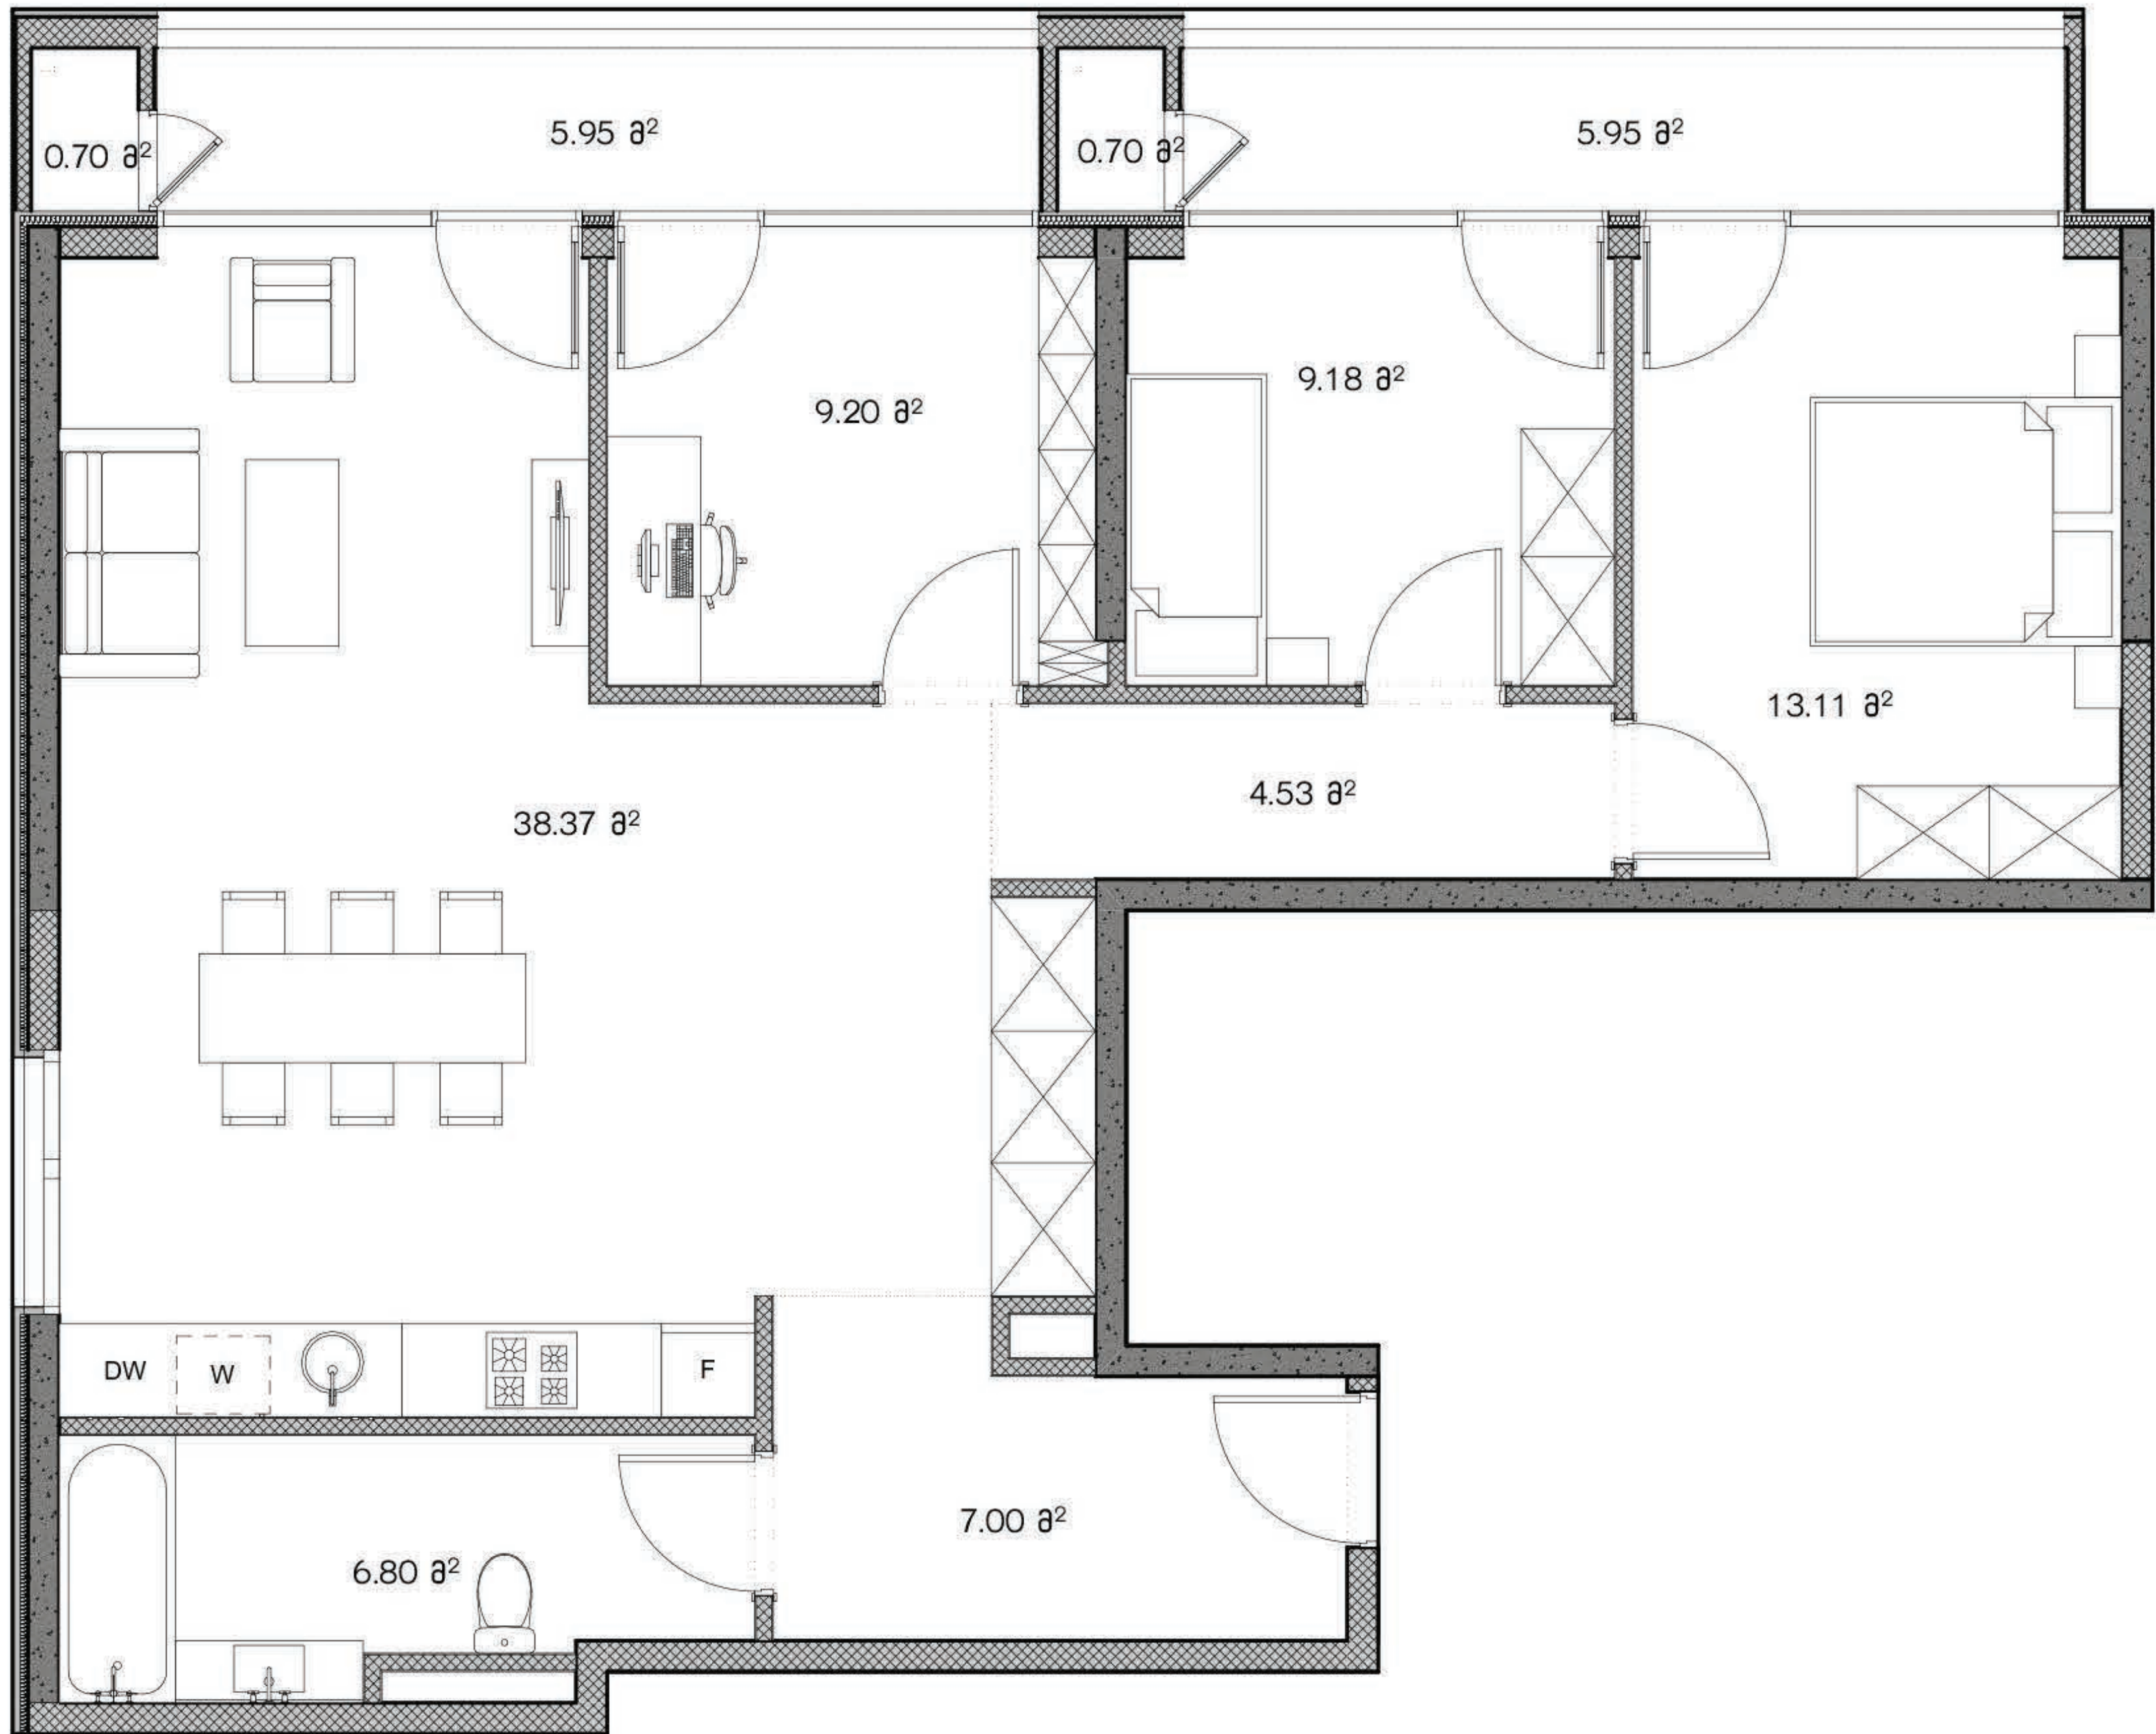 0.70 მ²
5.95 მ²
0.70 მ²
5.95 მ²
9.20 მ²
9.18 მ²
13.11 მ²
38.37 მ²
4.53 მ²
DW
W
F
6.80 მ²
7.00 მ²